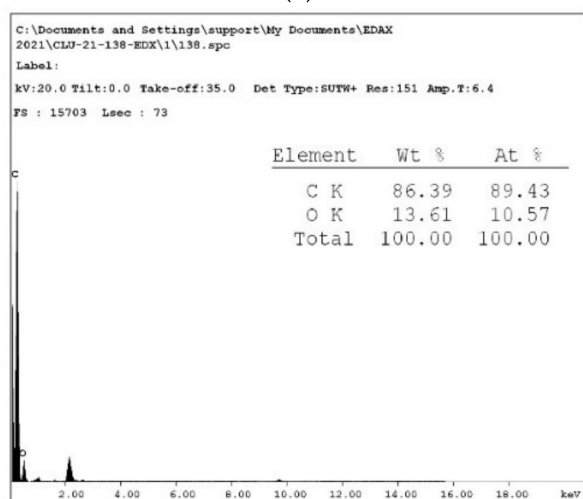 C:\Documents and Settings\support\My Documents\EDAX
2021\CLU-21-138-EDX\1\138.spc
Label:
kV:20.0 Tilt:0.0 Take-off:35.0 Det Type:SUTW+ Res:151 Amp.T:6.4
FS : 15703 Lsec : 73
Element Wt % At %
C K 86.39 89.43
O K 13.61 10.57
Total 100.00 100.00
C
O
2.00 4.00 6.00 8.00 10.00 12.00 14.00 16.00 18.00 keV